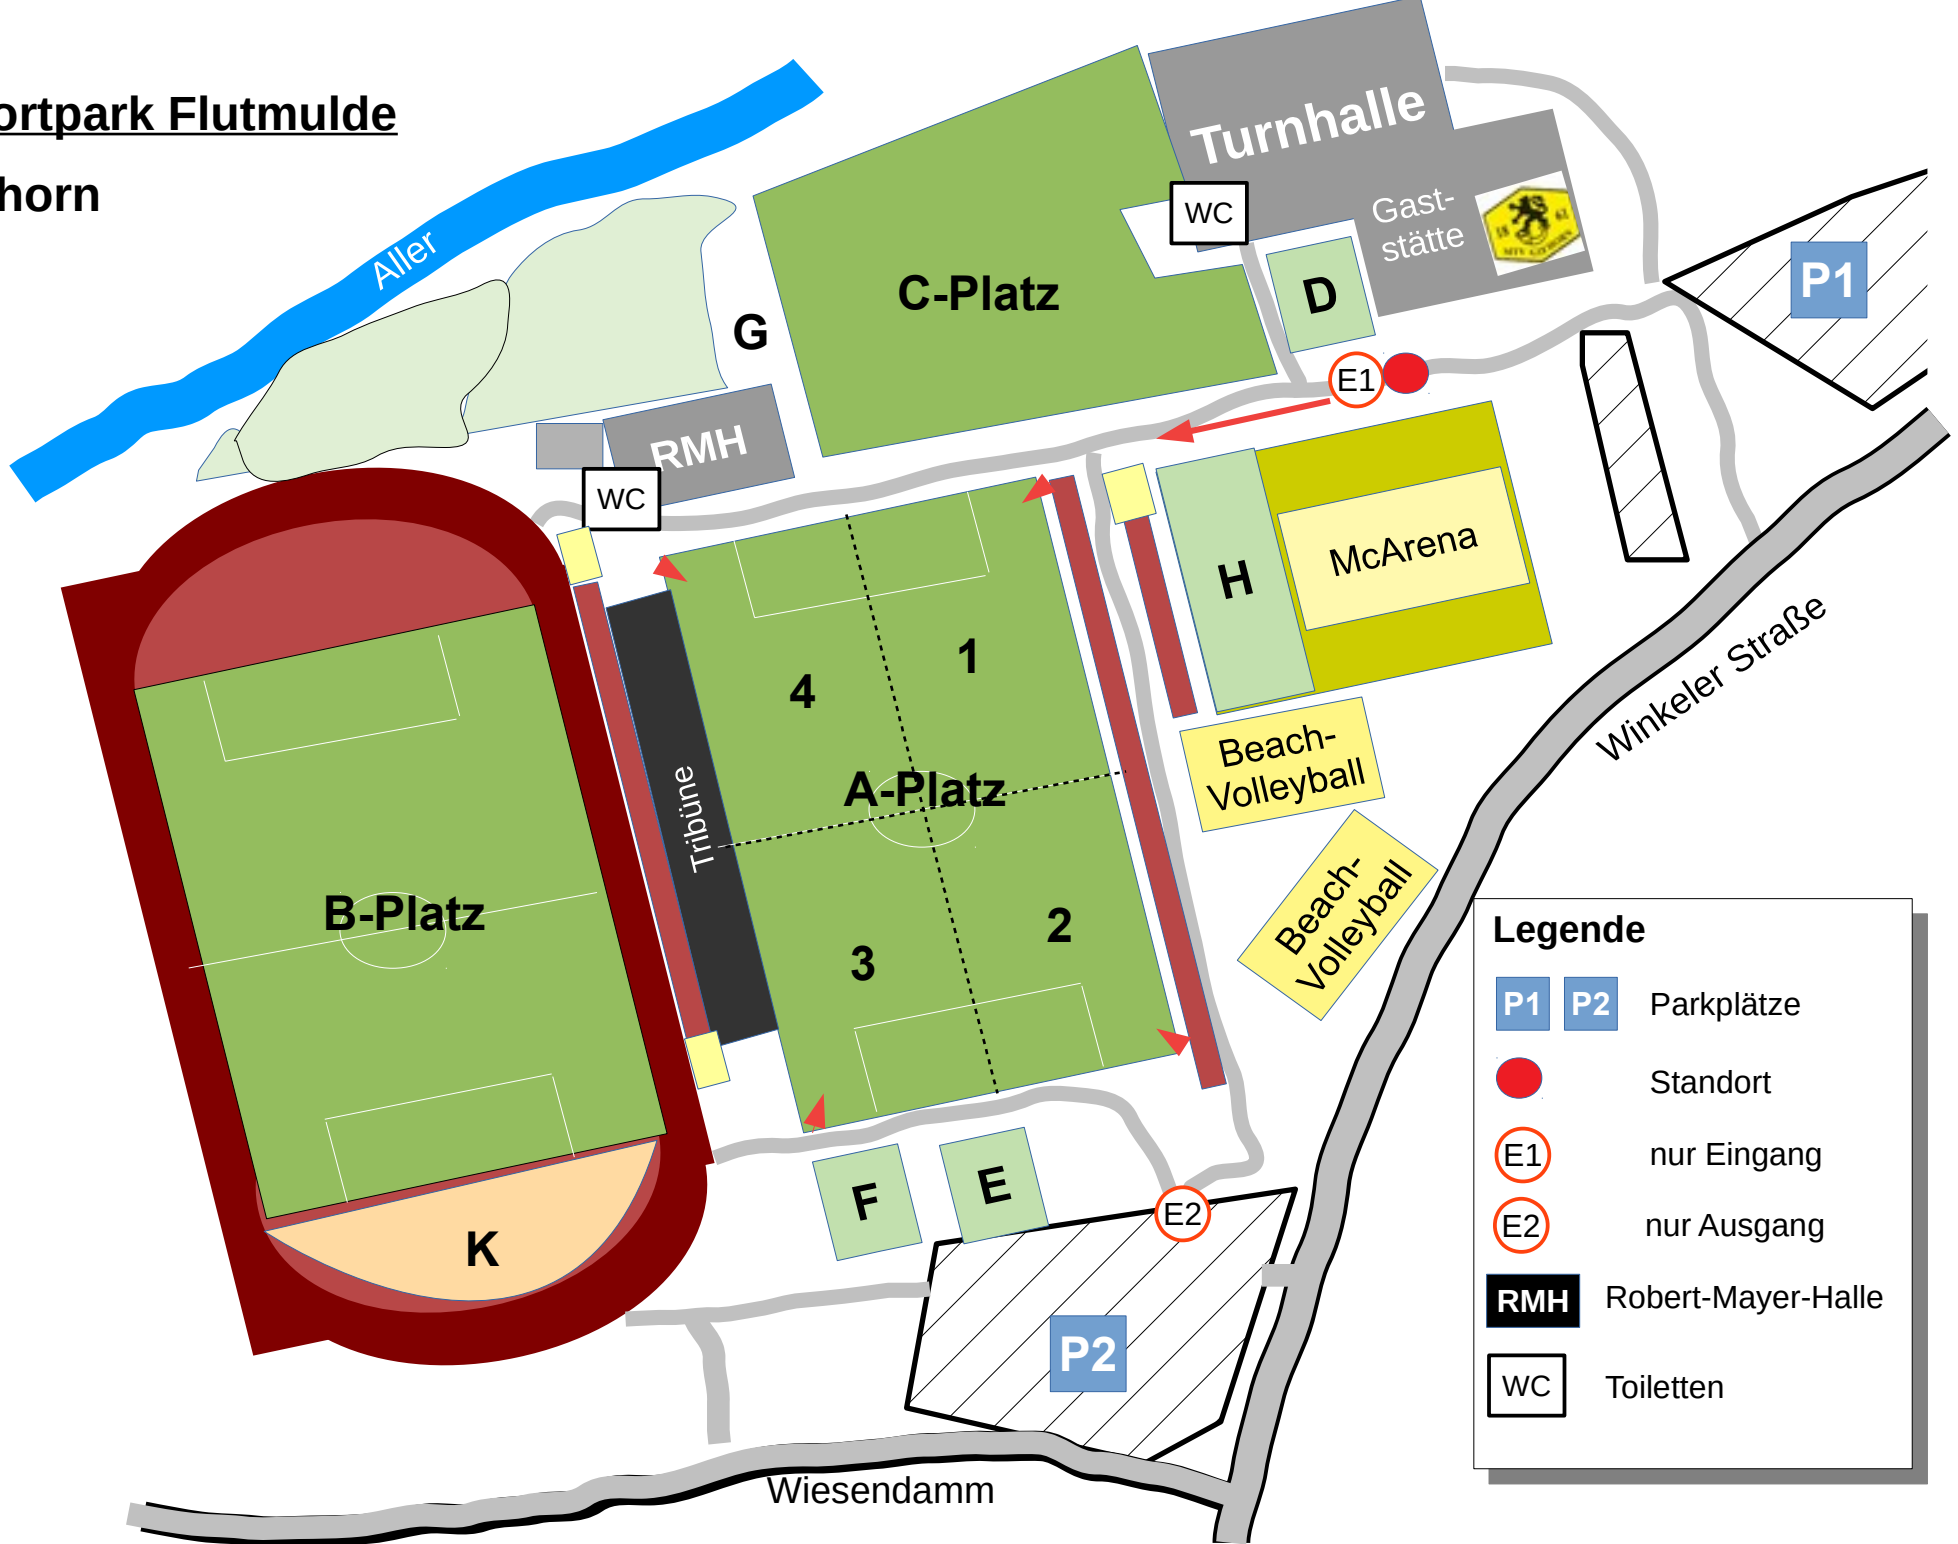 ortpark Flutmulde
horn
Aller
Turnhalle
WC
Gast-
stätte
P1
G
C-Platz
D
E1
RMH
WC
H
McArena
4
1
Tribüne
A-Platz
Beach-
Volleyball
Winkeler Straße
B-Platz
3
2
Beach-
Volleyball
F
E
E2
K
P2
Wiesendamm
Legende
P1 P2 Parkplätze
Standort
E1 nur Eingang
E2 nur Ausgang
RMH Robert-Mayer-Halle
WC Toiletten